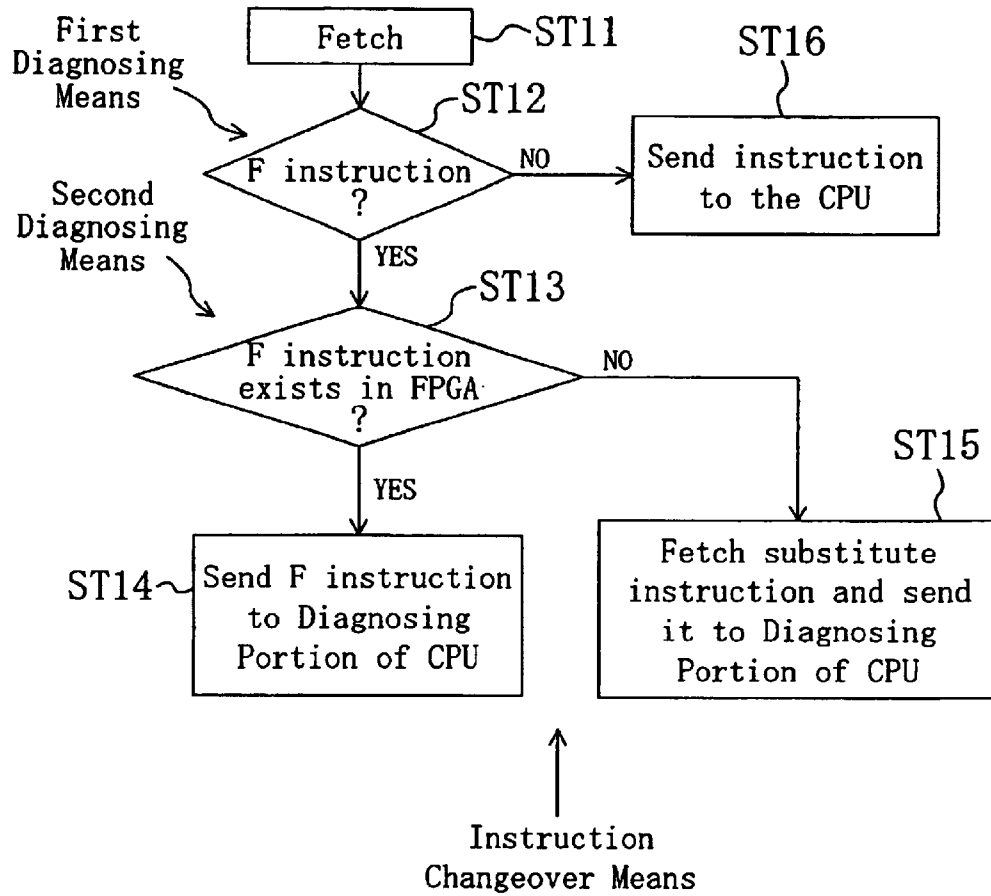 First
Diagnosing
Means
Fetch
ST11
ST12
ST16
F instruction
?
NO
Send instruction
to the CPU
YES
Second
Diagnosing
Means
ST13
F instruction
exists in FPGA
?
NO
YES
ST15
ST14
Send F instruction
to Diagnosing
Portion of CPU
Fetch substitute
instruction and send
it to Diagnosing
Portion of CPU
Instruction
Changeover Means